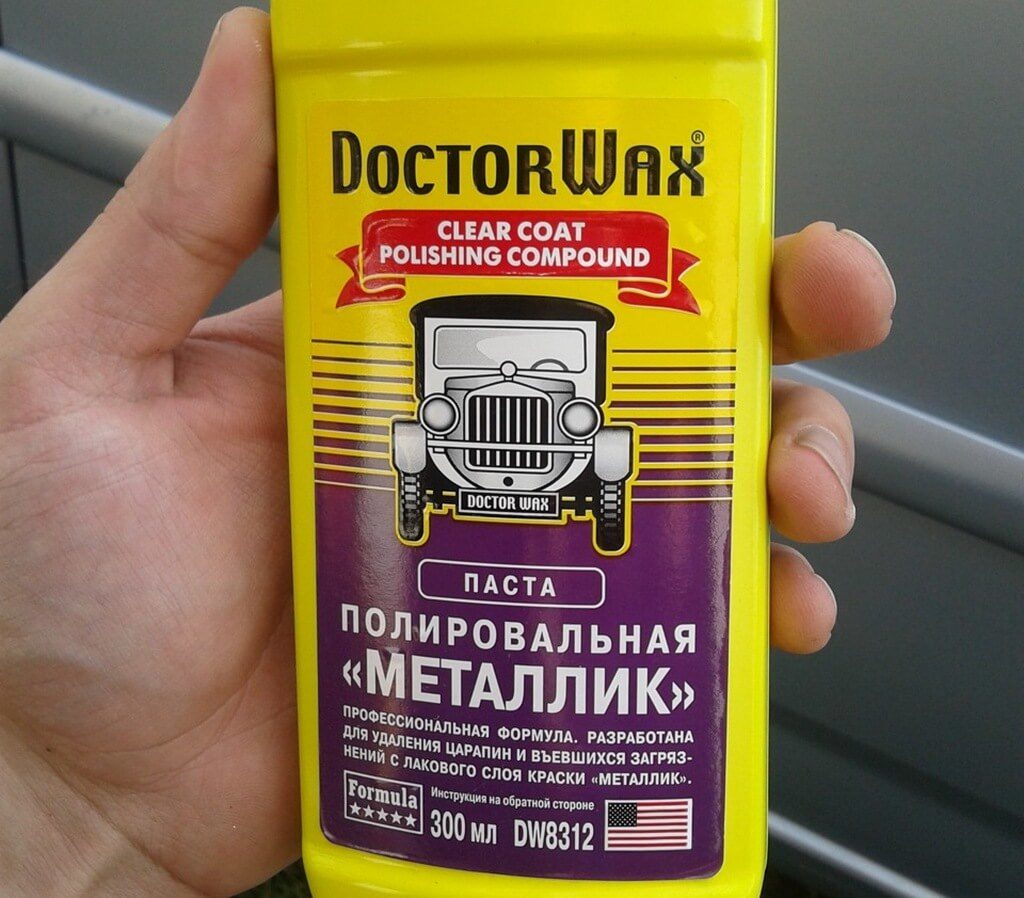 DOCTORWAX®
CLEAR COAT
POLISHING COMPOUND
DOCTOR WAX
ПАСТА
ПОЛИРОВАЛЬНАЯ
«МЕТАЛЛИК»
ПРОФЕССИОНАЛЬНАЯ ФОРМУЛА. РАЗРАБОТАНА
ДЛЯ УДАЛЕНИЯ ЦАРАПИН И ВЪЕВШИХСЯ ЗАГРЯЗ-
НЕНИЙ С ЛАКОВОГО СЛОЯ КРАСКИ «МЕТАЛЛИК».
Formula
Инструкция на обратной стороне
300 мл DW8312